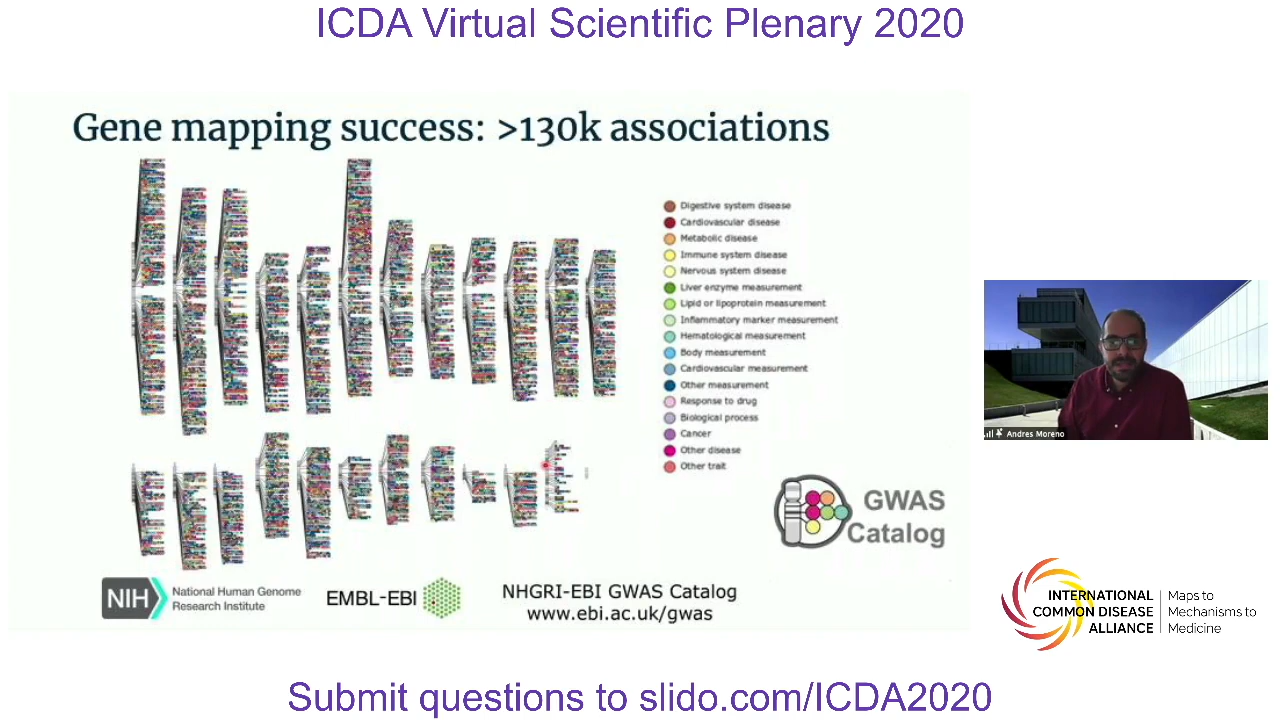 ICDA Virtual Scientific Plenary 2020
Gene mapping success: >130k associations
Digestive system disease
Cardiovascular disease
Metabolic disease
Immune system disease
Nervous system disease
Liver enzyme measurement
Lipid or lipoprotein measurement
Inflammatory marker measurement
Hematological measurement
Body measurement
Cardiovascular measurement
Other measurement
Response to drug
Biological process
Cancer
Other disease
Other trait
GWAS
Catalog
NIH
National Human Genome
Research Institute
EMBL-EBI
NHGRI-EBI GWAS Catalog
www.ebi.ac.uk/gwas
Andres Moreno
INTERNATIONAL
COMMON DISEASE
ALLIANCE
Maps to
Mechanisms to
Medicine
Submit questions to slido.com/ICDA2020